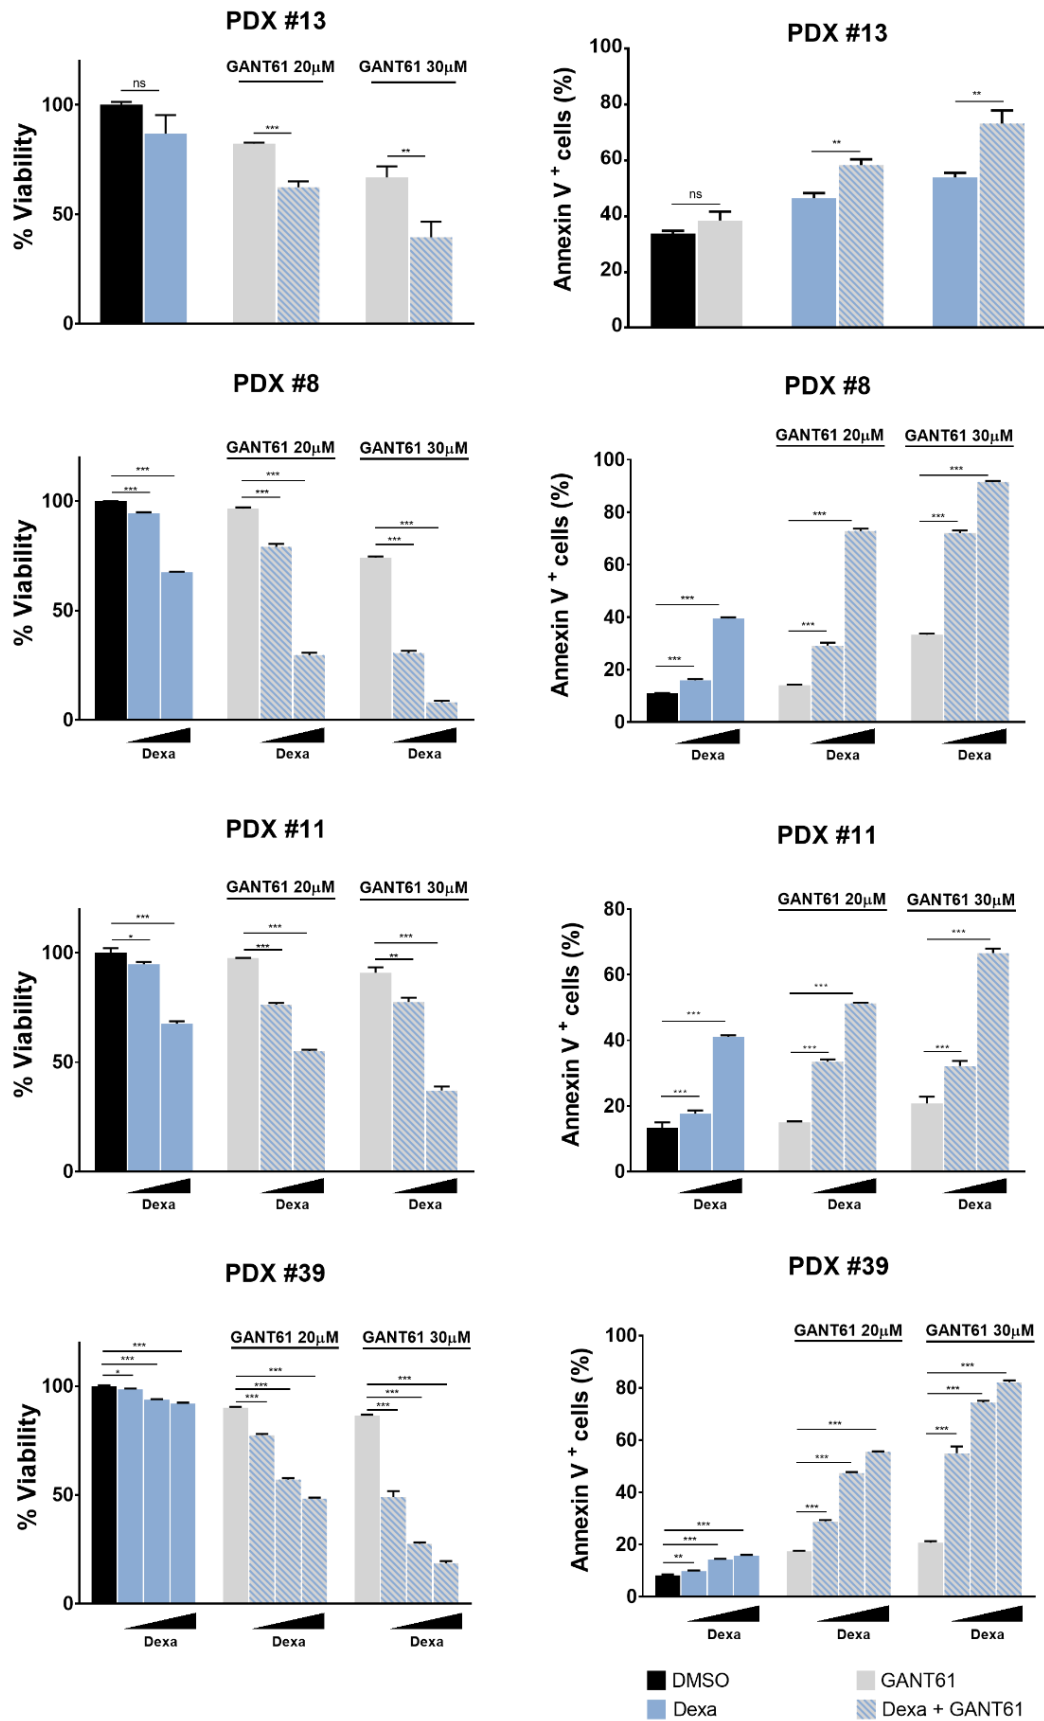 PDX #13
GANT61 20μM
GANT61 30μM
ns
***
**
% Viability
100
50
0
PDX #13
Annexin V + cells (%)
100
80
60
40
20
0
ns
**
**
PDX #8
GANT61 20μM
GANT61 30μM
***
***
***
***
***
***
% Viability
100
50
0
Dexa
Dexa
Dexa
PDX #8
GANT61 20μM
GANT61 30μM
Annexin V + cells (%)
100
80
60
40
20
0
***
***
***
***
***
***
Dexa
Dexa
Dexa
PDX #11
GANT61 20μM
GANT61 30μM
***
*
***
***
***
**
% Viability
100
50
0
Dexa
Dexa
Dexa
PDX #11
GANT61 20μM
GANT61 30μM
Annexin V + cells (%)
80
60
40
20
0
***
***
***
***
***
***
Dexa
Dexa
Dexa
PDX #39
GANT61 20μM
GANT61 30μM
***
***
*
***
***
***
***
***
***
% Viability
100
50
0
Dexa
Dexa
Dexa
PDX #39
GANT61 20μM
GANT61 30μM
Annexin V + cells (%)
100
80
60
40
20
0
***
***
**
***
***
***
***
***
***
Dexa
Dexa
Dexa
DMSO
GANT61
Dexa
Dexa + GANT61